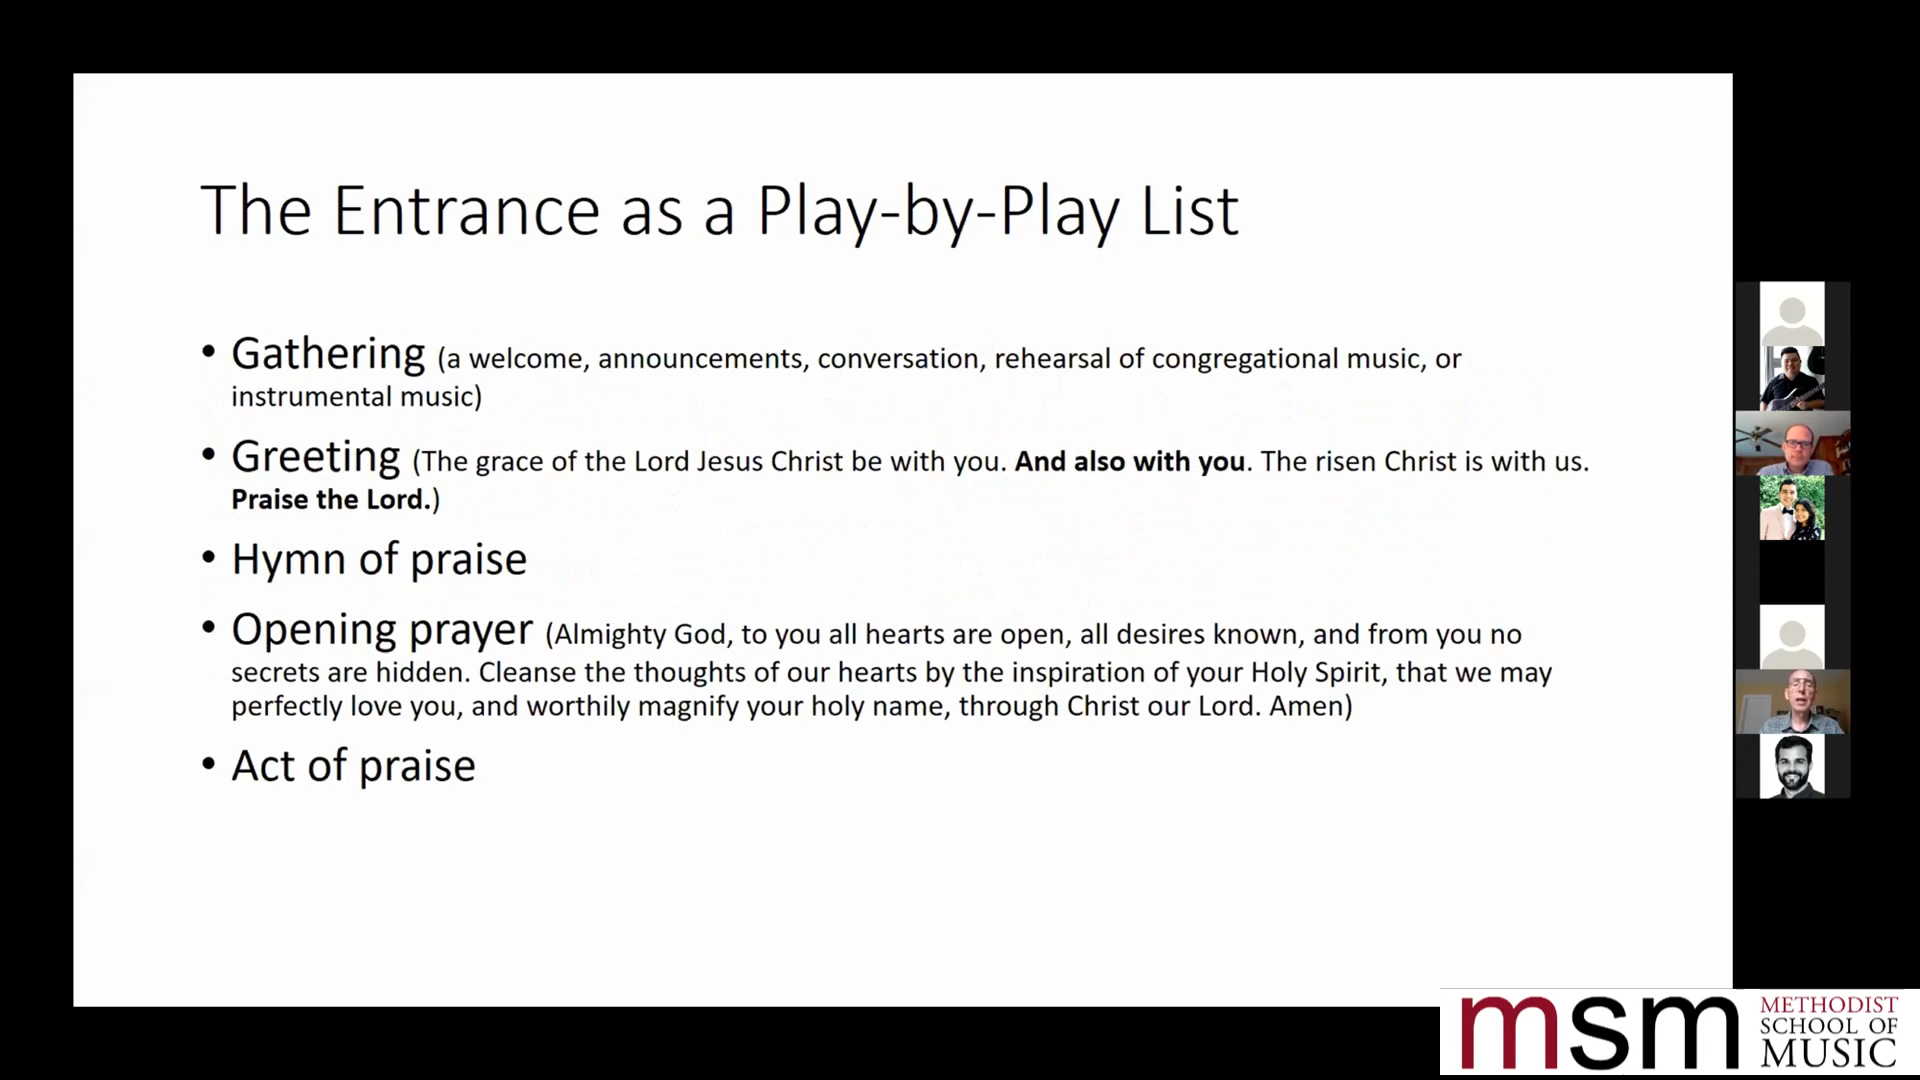 The Entrance as a Play-by-Play List
• Gathering (a welcome, announcements, conversation, rehearsal of congregational music, or
instrumental music)
• Greeting (The grace of the Lord Jesus Christ be with you. And also with you. The risen Christ is with us.
Praise the Lord.)
• Hymn of praise
• Opening prayer (Almighty God, to you all hearts are open, all desires known, and from you no
secrets are hidden. Cleanse the thoughts of our hearts by the inspiration of your Holy Spirit, that we may
perfectly love you, and worthily magnify your holy name, through Christ our Lord. Amen)
• Act of praise
msm
METHODIST
SCHOOL OF
MUSIC